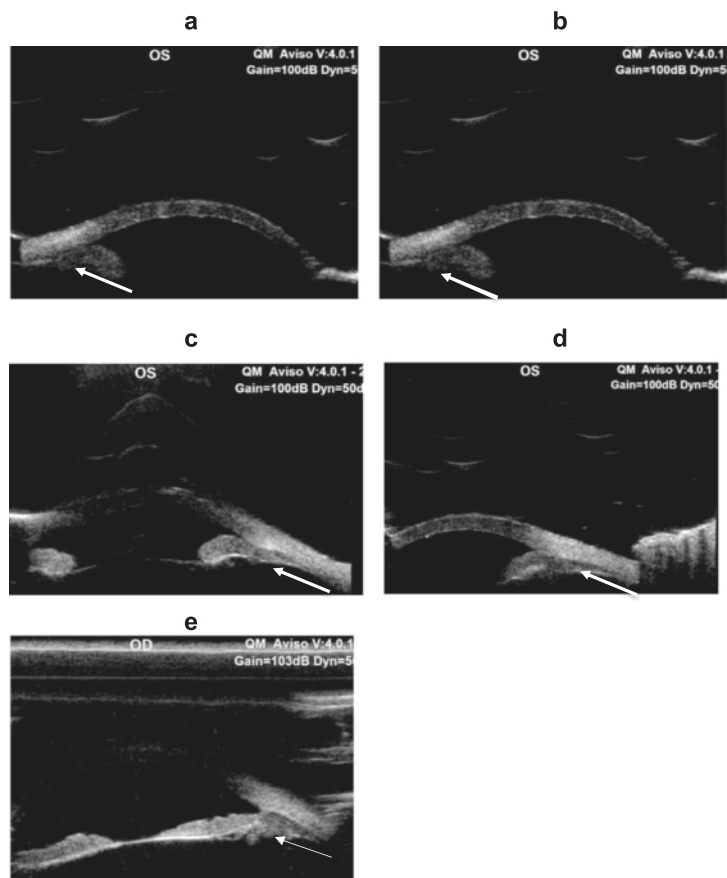 a
b
OS
QM Aviso V:4.0.1
Gain=100dB Dyn=5
OS
QM Aviso V:4.0.1
Gain=100dB Dyn=5
c
d
OS
QM Aviso V:4.0.1 - 2
Gain=100dB Dyn=50d
OS
QM Aviso V:4.0.1 -
Gain=100dB Dyn=50
e
OD
QM Aviso V:4.0.1
Gain=103dB Dyn=5